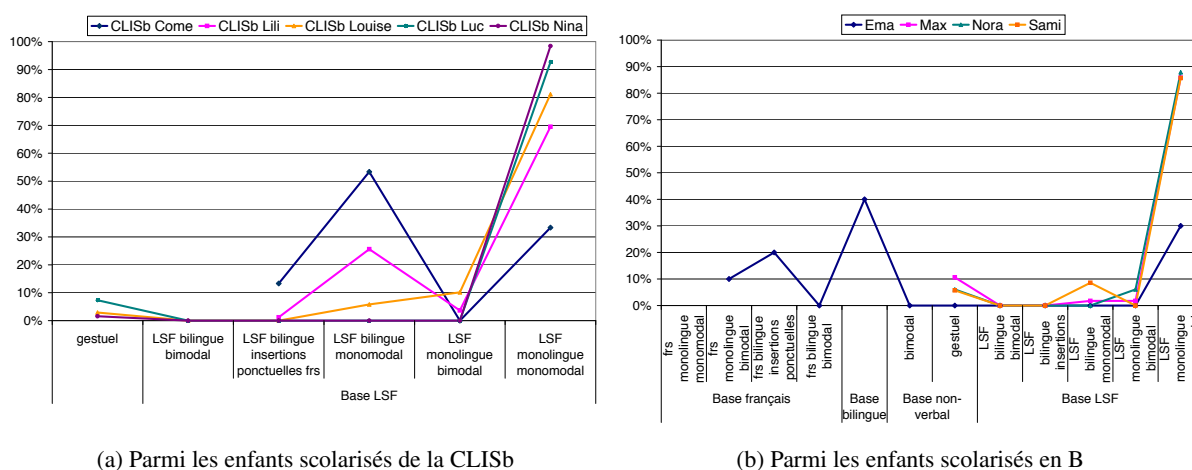 CLISb Come CLISb Lili CLISb Louise CLISb Luc CLISb Nina
100%
90%
80%
70%
60%
50%
40%
30%
20%
10%
0%
gestuel
LSF bilingue
bimodal
LSF bilingue
insertions
ponctuelles frs
LSF bilingue
monomodal
LSF
monolingue
bimodal
LSF
monolingue
monomodal
Base LSF
(a) Parmi les enfants scolarisés de la CLISb
Ema Max Nora Sami
100%
90%
80%
70%
60%
50%
40%
30%
20%
10%
0%
frs
monolingue
monomodal
frs
monolingue
bimodal
frs bilingue
insertions
ponctuelles
frs bilingue
bimodal
bimodal
gestuel
LSF
bilingue
bimodal
LSF
bilingue
insertions
LSF
bilingue
monomodal
LSF
monolingue
bimodal
LSF
monolingue
Base français
Base
bilingue
Base non-
verbal
Base LSF
(b) Parmi les enfants scolarisés en B